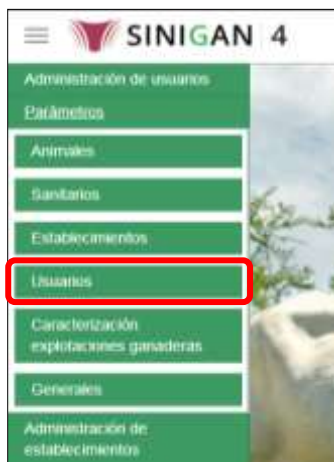 SINIGAN 4
Administración de usuarios
Parámetros
Animales
Sanitarios
Establecimientos
Usuarios
Caracterización
explotaciones ganaderas
Generales
Administración de
establecimientos